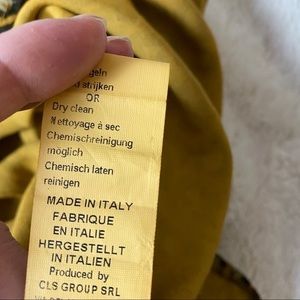 strijken
OR
Dry clean
Nettoyage à sec
Chemischreinigung
möglich
Chemisch laten
reinigen
MADE IN ITALY
FABRIQUE
EN ITALIE
HERGESTELLT
IN ITALIEN
Produced by
CLS GROUP SRL